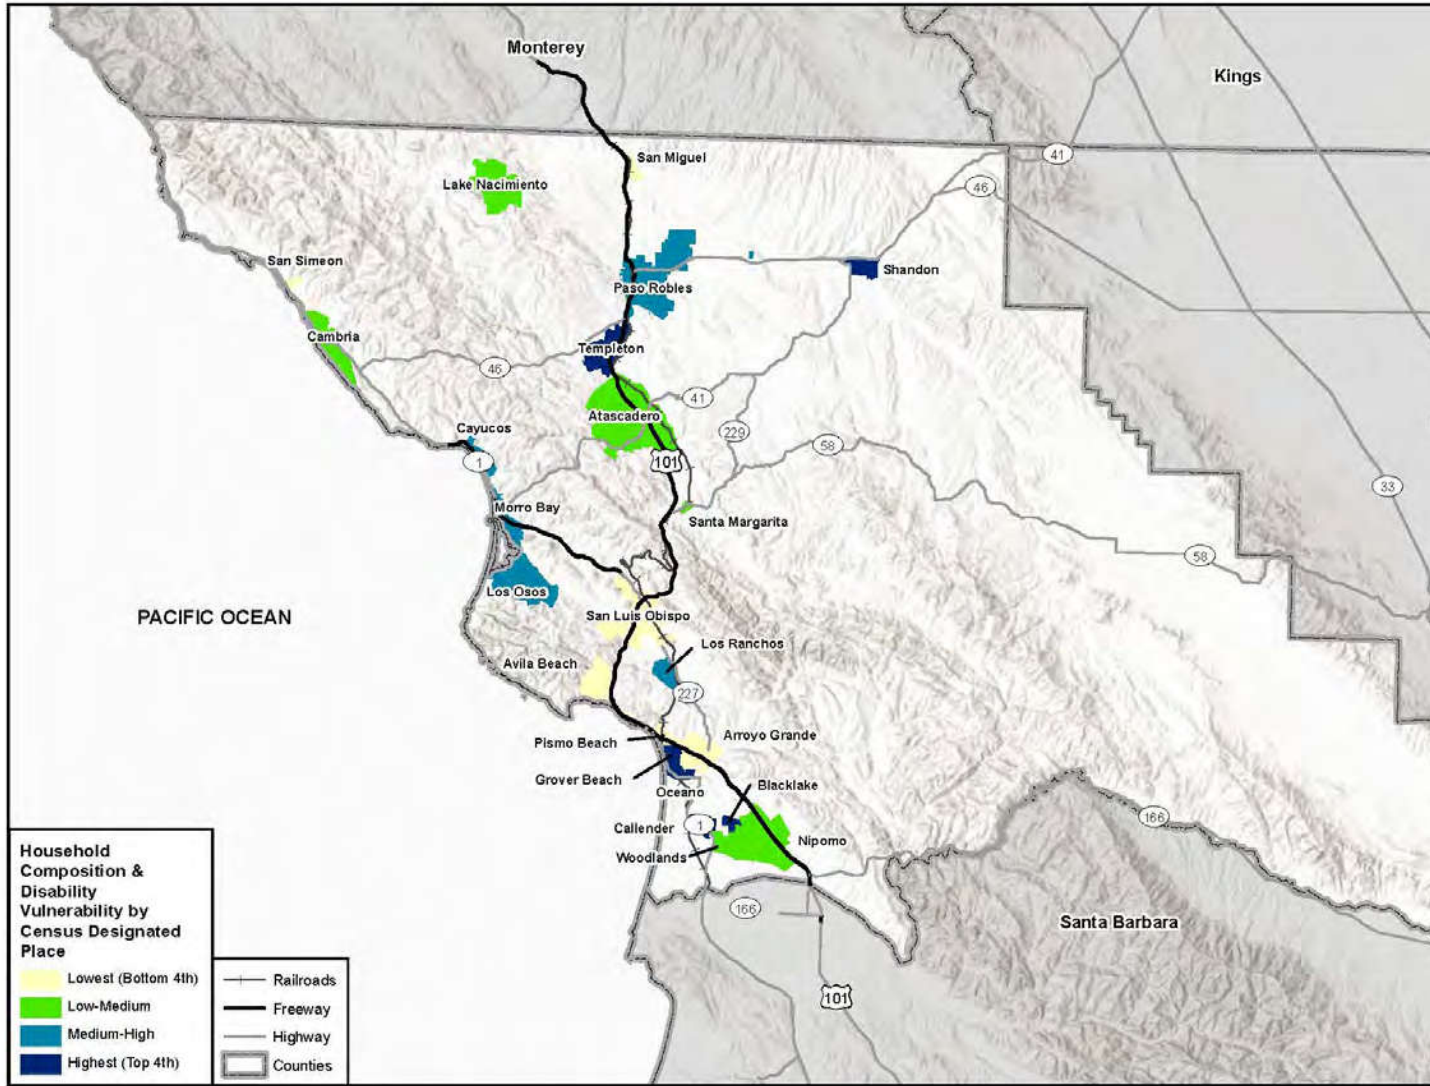 Monterey
Kings
San Miguel
41
46
Lake Nacimiento
San Simeon
Shandon
Paso Robles
Cambria
Templeton
46
41
Atascadero
Cayucos
229
58
1
101
33
Morro Bay
Santa Margarita
58
Los Osos
PACIFIC OCEAN
San Luis Obispo
Los Ranchos
Avila Beach
227
Pismo Beach
Arroyo Grande
Grover Beach
Blacklake
Oceano
166
Callender
1
Nipomo
Woodlands
166
Santa Barbara
101
Household
Composition &
Disability
Vulnerability by
Census Designated
Place
Lowest (Bottom 4th)
Low-Medium
Medium-High
Highest (Top 4th)
Railroads
Freeway
Highway
Counties